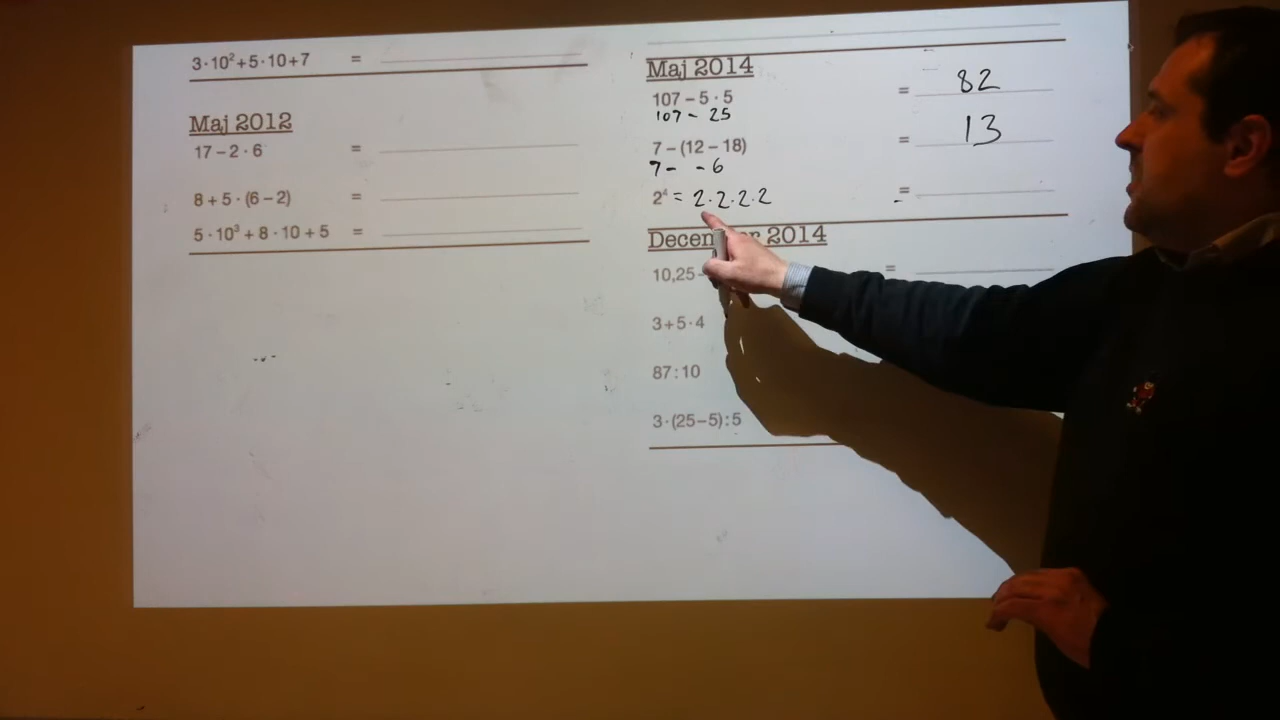 3·10²+5·10+7 =
Maj 2012
17−2·6 =
8+5·(6−2) =
5·10³+8·10+5 =
Maj 2014
107−5·5 = 82
107− 25
7−(12−18) = 13
7− −6
2⁴ = 2·2·2·2 =
2014
10,25 =
3+5·4
87:10
3·(25−5):5